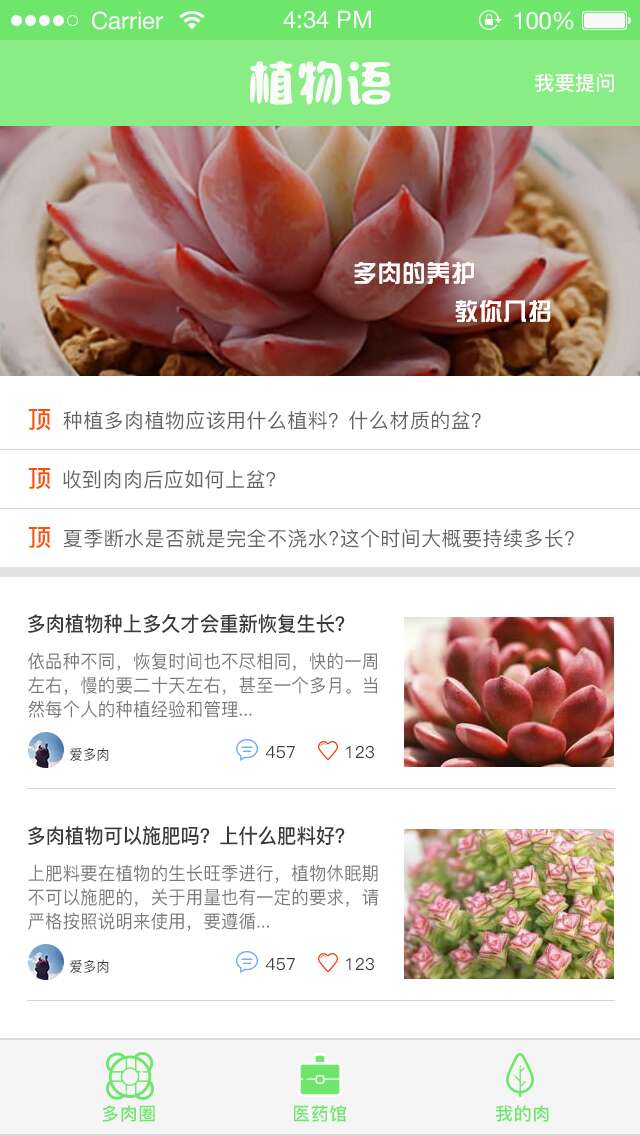 Carrier 4:34 PM 100%
植物语
我要提问
多肉的养护
教你几招
顶 种植多肉植物应该用什么植料？什么材质的盆？
顶 收到肉肉后应如何上盆？
顶 夏季断水是否就是完全不浇水?这个时间大概要持续多长?
多肉植物种上多久才会重新恢复生长？
依品种不同，恢复时间也不尽相同，快的一周
左右，慢的要二十天左右，甚至一个多月。当
然每个人的种植经验和管理...
爱多肉 457 123
多肉植物可以施肥吗？上什么肥料好？
上肥料要在植物的生长旺季进行，植物休眠期
不可以施肥的，关于用量也有一定的要求，请
严格按照说明来使用，要遵循...
爱多肉 457 123
多肉圈 医药馆 我的肉